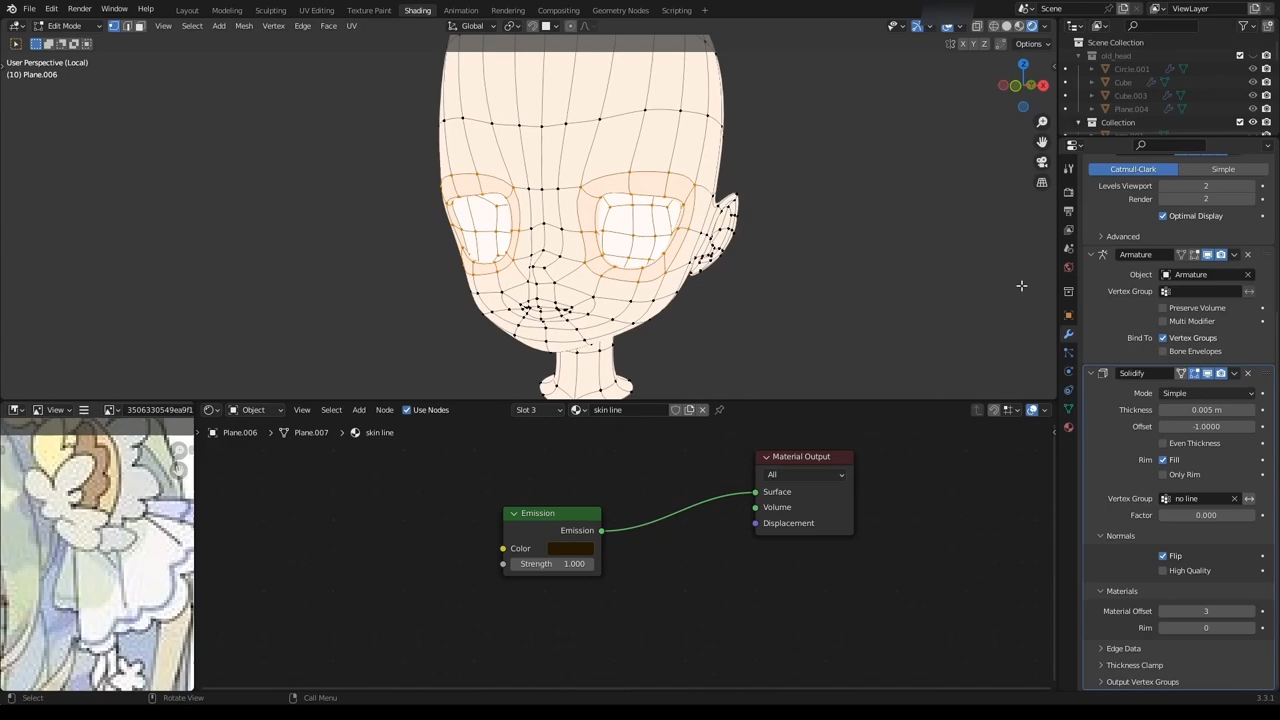 File Edit Render Window Help
Layout Modeling Sculpting UV Editing Texture Paint Shading Animation Rendering Compositing Geometry Nodes Scripting +
Scene
ViewLayer
Edit Mode View Select Add Mesh Vertex Edge Face UV
Global
X Y Z Options
User Perspective (Local)
(10) Plane.006
Z
X
Scene Collection
old_head
Circle.001
Cube
Cube.003
Plane.004
Collection
Catmull-Clark Simple
Levels Viewport 2
Render 2
Optimal Display
Advanced
Armature
Object Armature
Vertex Group
Preserve Volume
Multi Modifier
Bind To Vertex Groups
Bone Envelopes
Solidify
Mode Simple
Thickness 0.005 m
Offset -1.0000
Even Thickness
Rim Fill
Only Rim
Vertex Group no line
Factor 0.000
Normals
Flip
High Quality
Materials
Material Offset 3
Rim 0
Edge Data
Thickness Clamp
Output Vertex Groups
View 3506330549ea9f1
Object View Select Add Node Use Nodes Slot 3 skin line
Plane.006 > Plane.007 > skin line
Emission
Emission
Color
Strength 1.000
Material Output
All
Surface
Volume
Displacement
Select Rotate View Call Menu 3.3.1